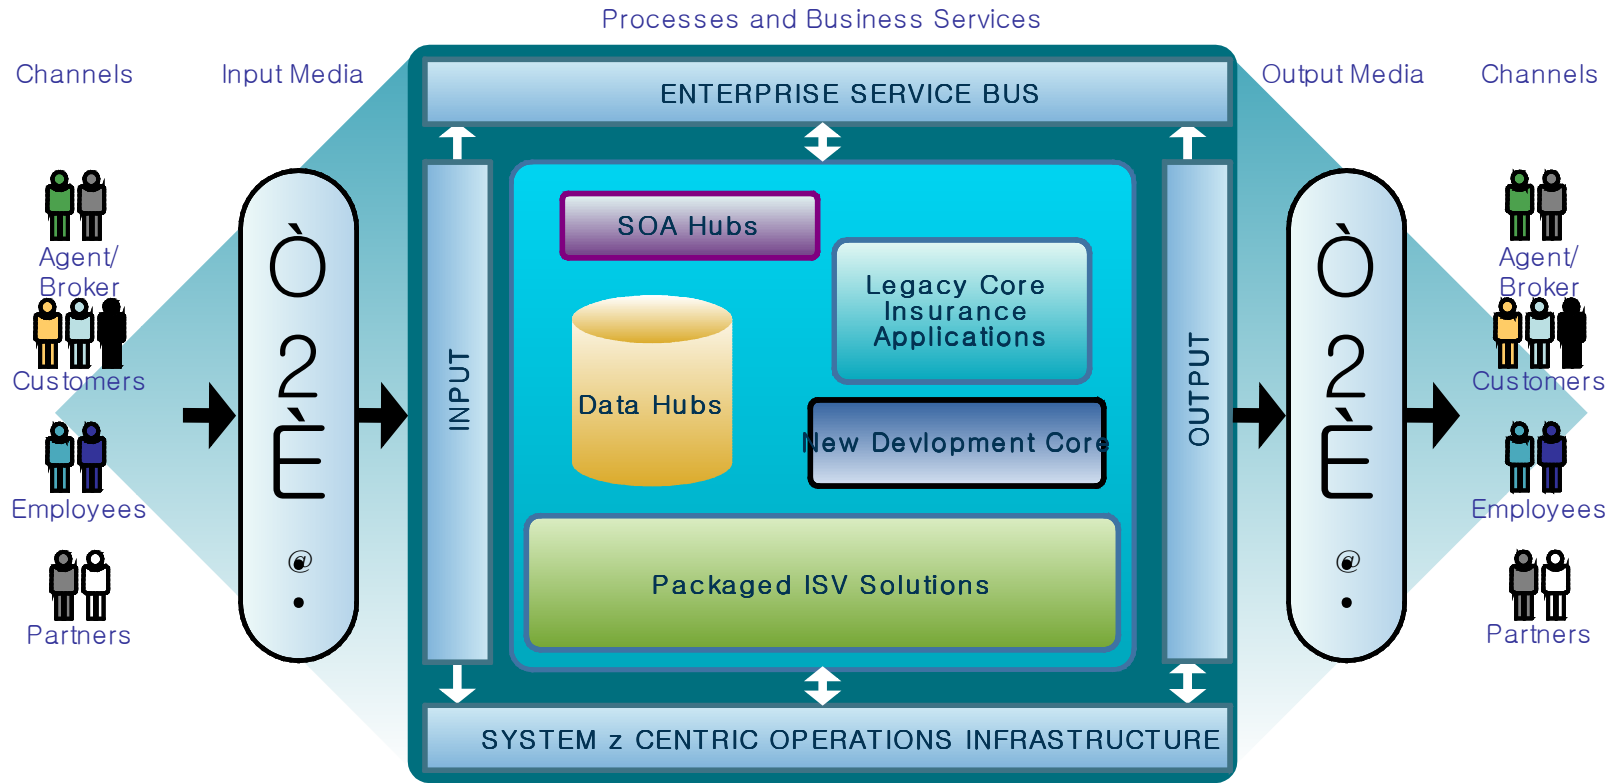 Processes and Business Services
Channels
Input Media
Output Media
Channels
ENTERPRISE SERVICE BUS
Agent/
Broker
Customers
Employees
Partners
Ò
2
È
@
•
INPUT
SOA Hubs
Legacy Core
Insurance
Applications
Data Hubs
New Devlopment Core
Packaged ISV Solutions
OUTPUT
Ò
2
È
@
•
Agent/
Broker
Customers
Employees
Partners
SYSTEM z CENTRIC OPERATIONS INFRASTRUCTURE